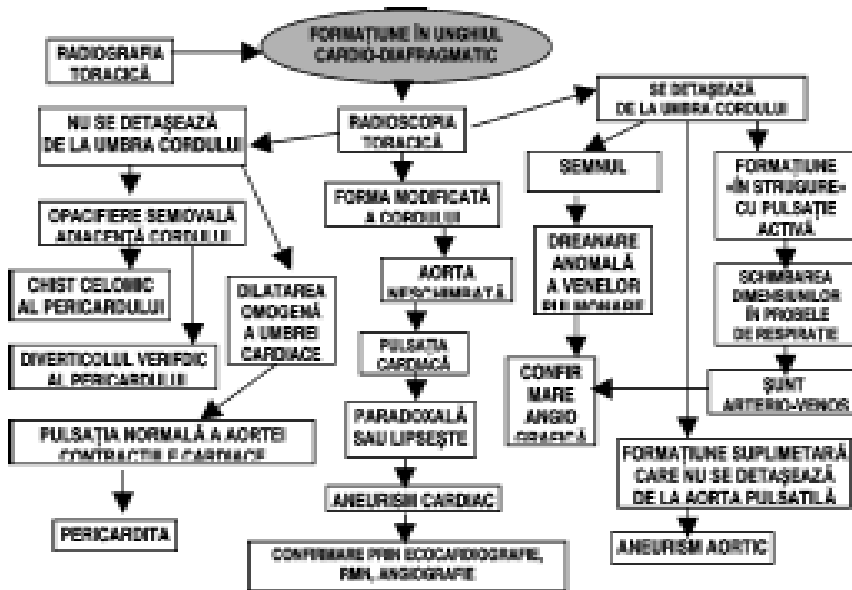 FORMAȚIUNE ÎN UNGHIUL
CARDIO-DIAFRAGMATIC
RADIOGRAFIA
TORACICĂ
SE DETAȘEAZĂ
DE LA UMBRA CORDULUI
NU SE DETAȘEAZĂ
DE LA UMBRA CORDULUI
RADIOSCOPIA
TORACICĂ
SEMNUL
FORMAȚIUNE
«ÎN STRUGURE»
CU PULSAȚIE
ACTIVĂ
FORMA MODIFICATĂ
A CORDULUI
OPACIFIERE SEMIOVALĂ
ADIACENTĂ CORDULUI
DREANARE
ANOMALĂ
A VENELOR
PULMONARE
AORTA
NESCHIMBATĂ
SCHIMBAREA
DIMENSIUNILOR
ÎN PROBELE
DE RESPIRAȚIE
CHIST CELOMIC
AL PERICARDULUI
DILATAREA
OMOGENĂ
A UMBREI
CARDIACE
DIVERTICOLUL
AL PERICARDULUI
PULSAȚIA
CARDIACĂ
CONFIR
MARE
ANGIO
GRAFICĂ
ȘUNT
ARTERIO-VENOS
PARADOXALĂ
SAU LIPSEȘTE
PULSAȚIA NORMALĂ A AORTEI
CONTRACȚIILE CARDIACE
FORMAȚIUNE SUPLIMETARĂ
CARE NU SE DETAȘEAZĂ
DE LA AORTA PULSATILĂ
ANEURISM CARDIAC
PERICARDITA
ANEURISM AORTIC
CONFIRMARE PRIN ECOCARDIOGRAFIE,
RMN, ANGIOGRAFIE